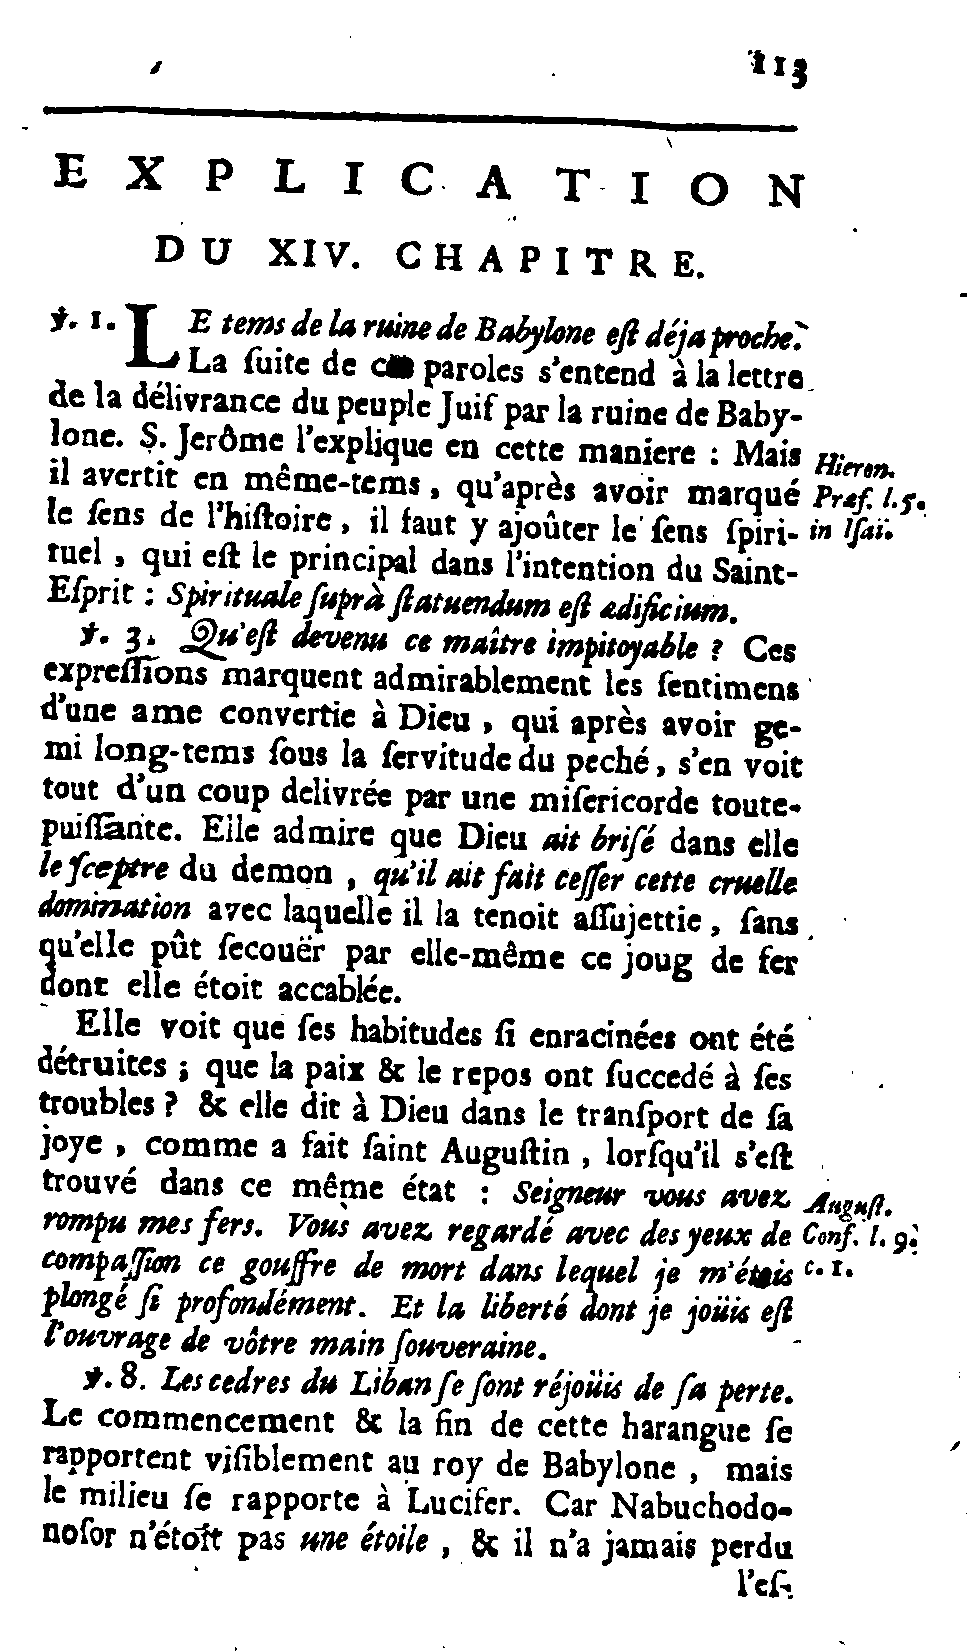 113
EXPLICATION
DU XIV. CHAPITRE.
℣. 1. LE tems de la ruine de Babylone eſt déja proche.
La ſuite de paroles s'entend à la lettre
de la délivrance du peuple Juif par la ruine de Baby-
lone. S. Jerôme l'explique en cette maniere : Mais
il avertit en même-tems, qu'après avoir marqué
le ſens de l'hiſtoire, il faut y ajoûter le ſens ſpiri-
tuel, qui eſt le principal dans l'intention du Saint-
Eſprit : Spirituale ſuprà ſtatuendum eſt ædificium.
Hieron.
Præf. l. 5.
in Iſaï.
℣. 3. Qu'eſt devenu ce maître impitoyable ? Ces
expreſſions marquent admirablement les ſentimens
d'une ame convertie à Dieu, qui après avoir ge-
mi long-tems ſous la ſervitude du peché, s'en voit
tout d'un coup delivrée par une miſericorde toute-
puiſſante. Elle admire que Dieu ait briſé dans elle
le ſceptre du demon, qu'il ait fait ceſſer cette cruelle
domination avec laquelle il la tenoit aſſujettie, ſans
qu'elle pût ſecouër par elle-même ce joug de fer
dont elle étoit accablée.
Elle voit que ſes habitudes ſi enracinées ont été
détruites ; que la paix & le repos ont ſuccedé à ſes
troubles ? & elle dit à Dieu dans le tranſport de ſa
joye, comme a fait ſaint Auguſtin, lorſqu'il s'eſt
trouvé dans ce même état : Seigneur vous avez
rompu mes fers. Vous avez regardé avec des yeux de
compaſſion ce gouffre de mort dans lequel je m'étois
plongé ſi profondément. Et la liberté dont je joüis eſt
l'ouvrage de vôtre main ſouveraine.
Auguſt.
Conf. l. 9.
c. 1.
℣. 8. Les cedres du Liban ſe ſont réjoüis de ſa perte.
Le commencement & la fin de cette harangue ſe
rapportent viſiblement au roy de Babylone, mais
le milieu ſe rapporte à Lucifer. Car Nabuchodo-
noſor n'étoit pas une étoile, & il n'a jamais perdu
l'eſ-